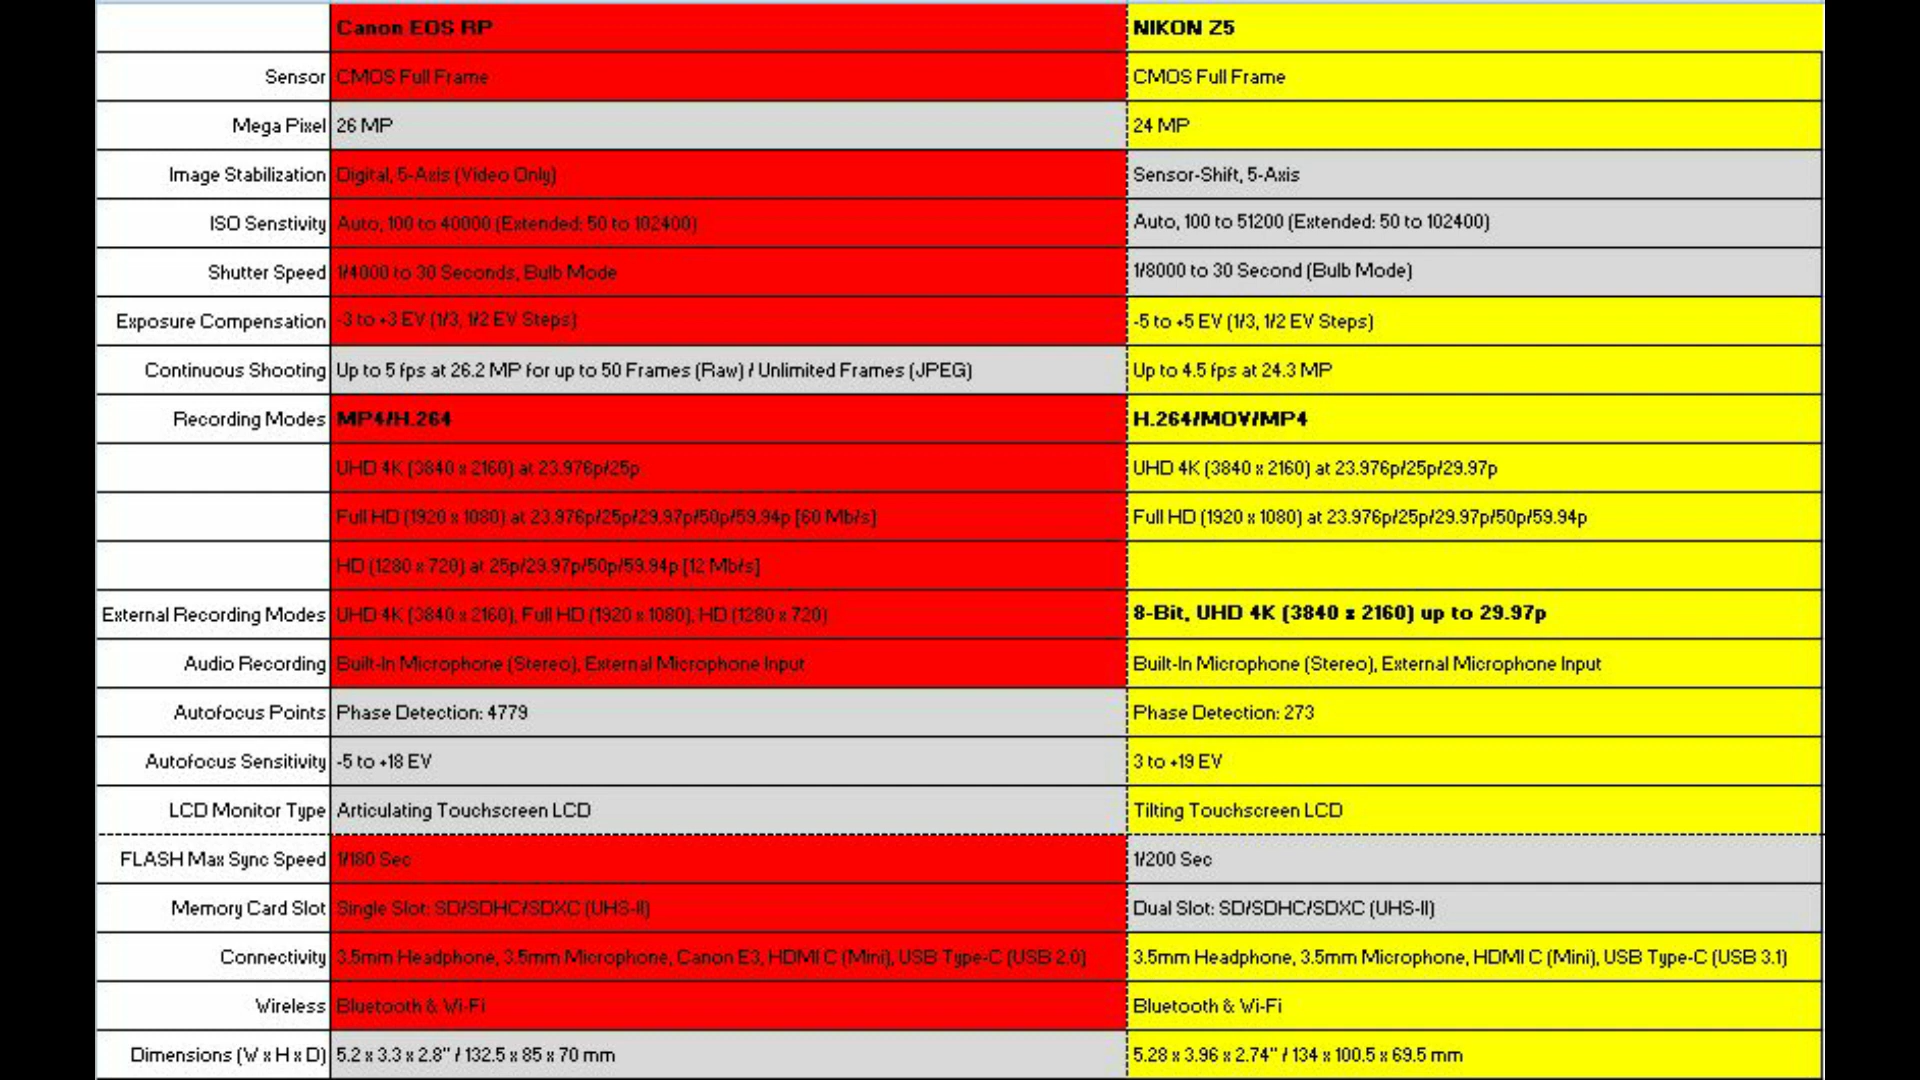 Canon EOS RP NIKON Z5
Sensor CMOS Full Frame CMOS Full Frame
Mega Pixel 26 MP 24 MP
Image Stabilization Digital, 5-Axis (Video Only) Sensor-Shift, 5-Axis
ISO Senstivity Auto, 100 to 40000 (Extended: 50 to 102400) Auto, 100 to 51200 (Extended: 50 to 102400)
Shutter Speed 1/4000 to 30 Seconds, Bulb Mode 1/8000 to 30 Second (Bulb Mode)
Exposure Compensation -3 to +3 EV (1/3, 1/2 EV Steps) -5 to +5 EV (1/3, 1/2 EV Steps)
Continuous Shooting Up to 5 fps at 26.2 MP for up to 50 Frames (Raw) / Unlimited Frames (JPEG) Up to 4.5 fps at 24.3 MP
Recording Modes MP4/H.264 H.264/MOV/MP4
UHD 4K (3840 x 2160) at 23.976p/25p UHD 4K (3840 x 2160) at 23.976p/25p/29.97p
Full HD (1920 x 1080) at 23.976p/25p/29.97p/50p/59.94p [60 Mb/s] Full HD (1920 x 1080) at 23.976p/25p/29.97p/50p/59.94p
HD (1280 x 720) at 25p/29.97p/50p/59.94p [12 Mb/s]
External Recording Modes UHD 4K (3840 x 2160), Full HD (1920 x 1080), HD (1280 x 720) 8-Bit, UHD 4K (3840 x 2160) up to 29.97p
Audio Recording Built-In Microphone (Stereo), External Microphone Input Built-In Microphone (Stereo), External Microphone Input
Autofocus Points Phase Detection: 4779 Phase Detection: 273
Autofocus Sensitivity -5 to +18 EV 3 to +19 EV
LCD Monitor Type Articulating Touchscreen LCD Tilting Touchscreen LCD
FLASH Max Sync Speed 1/180 Sec 1/200 Sec
Memory Card Slot Single Slot: SD/SDHC/SDXC (UHS-II) Dual Slot: SD/SDHC/SDXC (UHS-II)
Connectivity 3.5mm Headphone, 3.5mm Microphone, Canon E3, HDMI C (Mini), USB Type-C (USB 2.0) 3.5mm Headphone, 3.5mm Microphone, HDMI C (Mini), USB Type-C (USB 3.1)
Wireless Bluetooth & Wi-Fi Bluetooth & Wi-Fi
Dimensions (W x H x D) 5.2 x 3.3 x 2.8" / 132.5 x 85 x 70 mm 5.28 x 3.96 x 2.74" / 134 x 100.5 x 69.5 mm